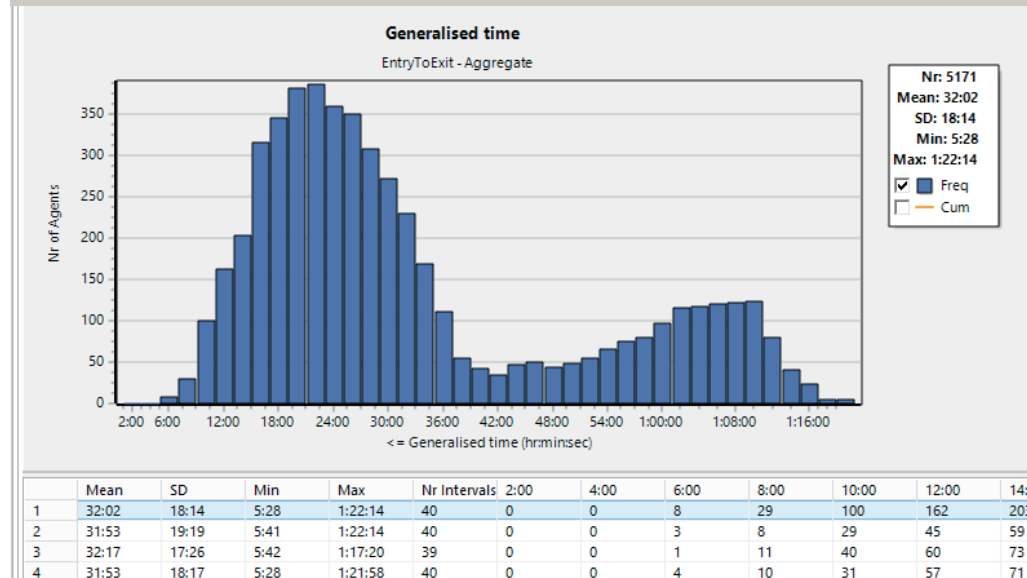 Generalised time
EntryToExit - Aggregate
Nr: 5171
Mean: 32:02
SD: 18:14
Min: 5:28
Max: 1:22:14
Freq
Cum
Nr of Agents
350
300
250
200
150
100
50
0
2:00 6:00 12:00 18:00 24:00 30:00 36:00 42:00 48:00 54:00 1:00:00 1:08:00 1:16:00
<= Generalised time (hr:min:sec)
Mean SD Min Max Nr Intervals 2:00 4:00 6:00 8:00 10:00 12:00 14:
1 32:02 18:14 5:28 1:22:14 40 0 0 8 29 100 162 203
2 31:53 19:19 5:41 1:22:14 40 0 0 3 8 29 45 59
3 32:17 17:26 5:42 1:17:20 39 0 0 1 11 40 60 73
4 31:53 18:17 5:28 1:21:58 40 0 0 4 10 31 57 71